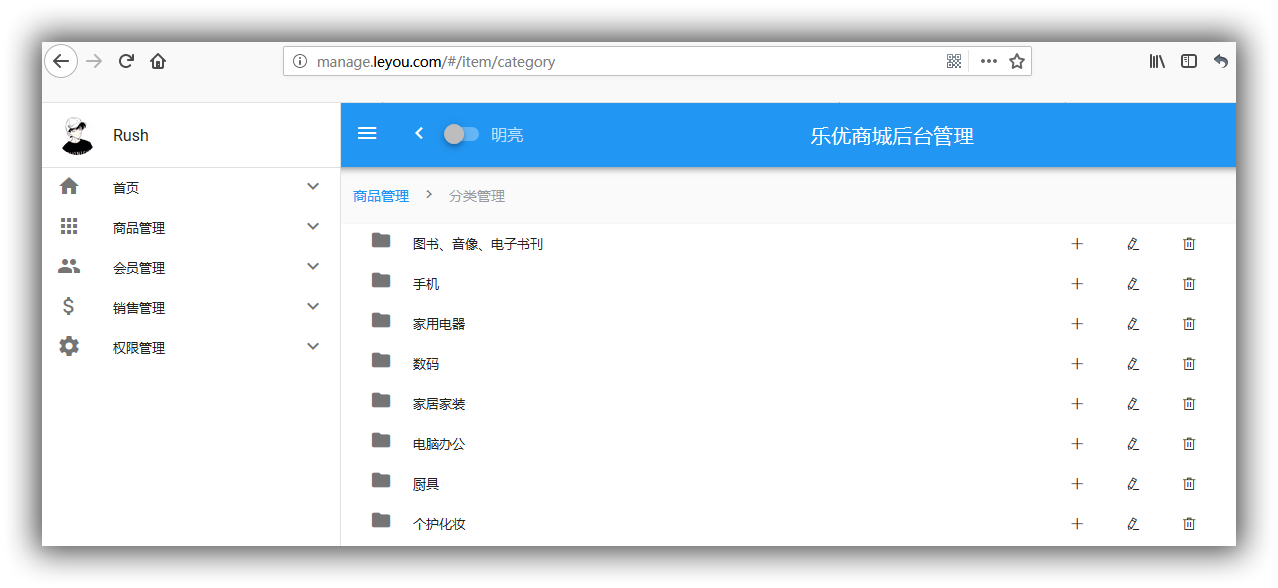 manage.leyou.com/#/item/category
Rush
明亮
乐优商城后台管理
首页
商品管理
会员管理
销售管理
权限管理
商品管理 > 分类管理
图书、音像、电子书刊
手机
家用电器
数码
家居家装
电脑办公
厨具
个护化妆